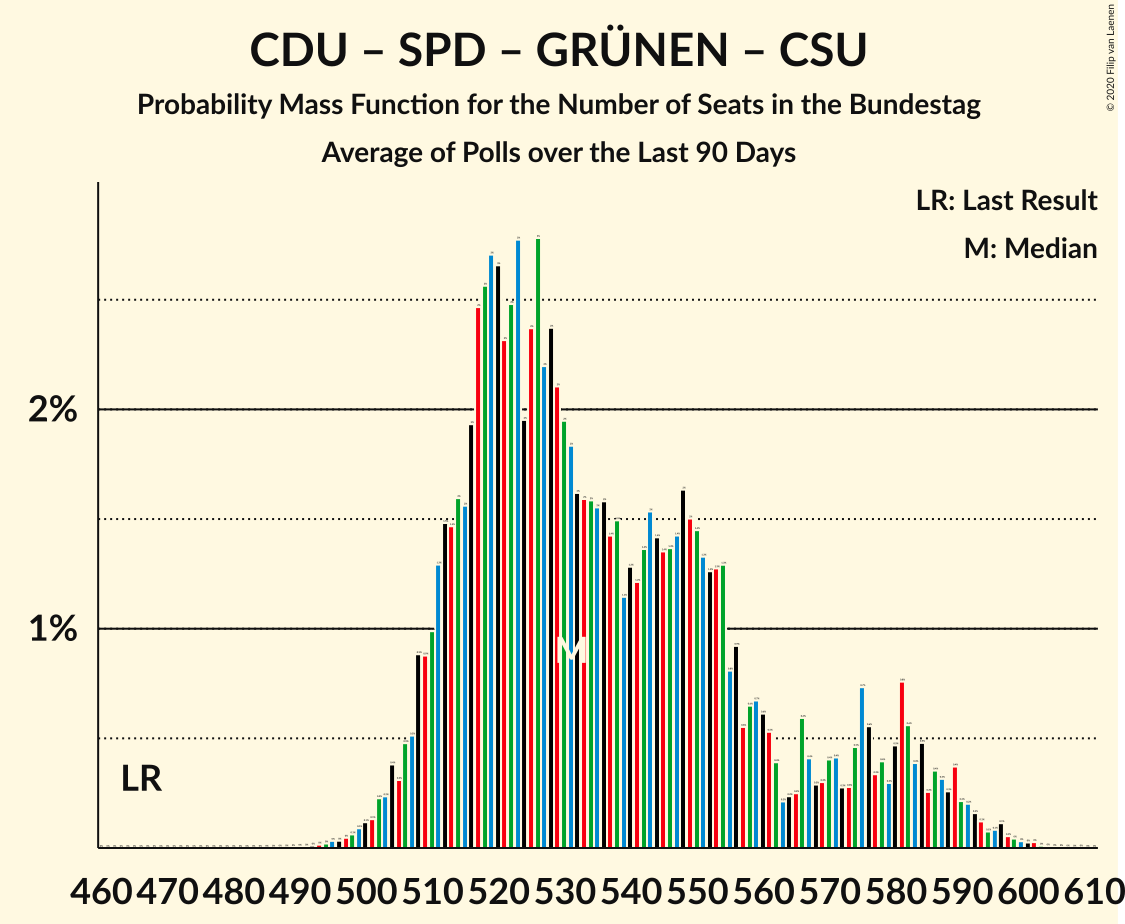 CDU – SPD – GRÜNEN – CSU
Probability Mass Function for the Number of Seats in the Bundestag
Average of Polls over the Last 90 Days
© 2020 Filip van Laenen
LR: Last Result
M: Median
2%
1%
LR
M
460 470 480 490 500 510 520 530 540 550 560 570 580 590 600 610